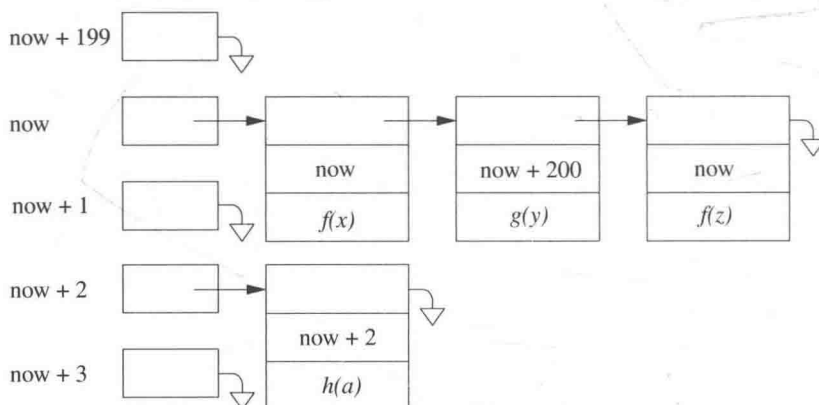 now + 199
now
now + 1
now + 2
now + 3
now
f(x)
now + 200
g(y)
now
f(z)
now + 2
h(a)